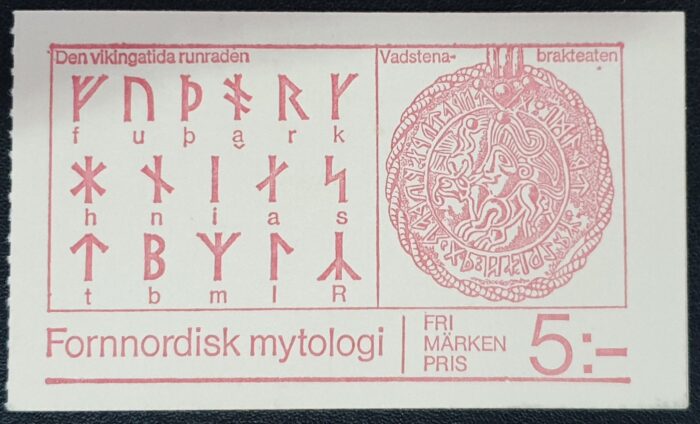 Den vikingatida runraden
ᚠ ᚢ ᚦ ᚬ ᚱ ᚴ
f u þ ą r k
ᚼ ᚾ ᛁ ᛅ ᛋ
h n i a s
ᛏ ᛒ ᛘ ᛚ ᛦ
t b m l R
Vadstena-
brakteaten
Fornnordisk mytologi
FRI
MÄRKEN
PRIS
5:-